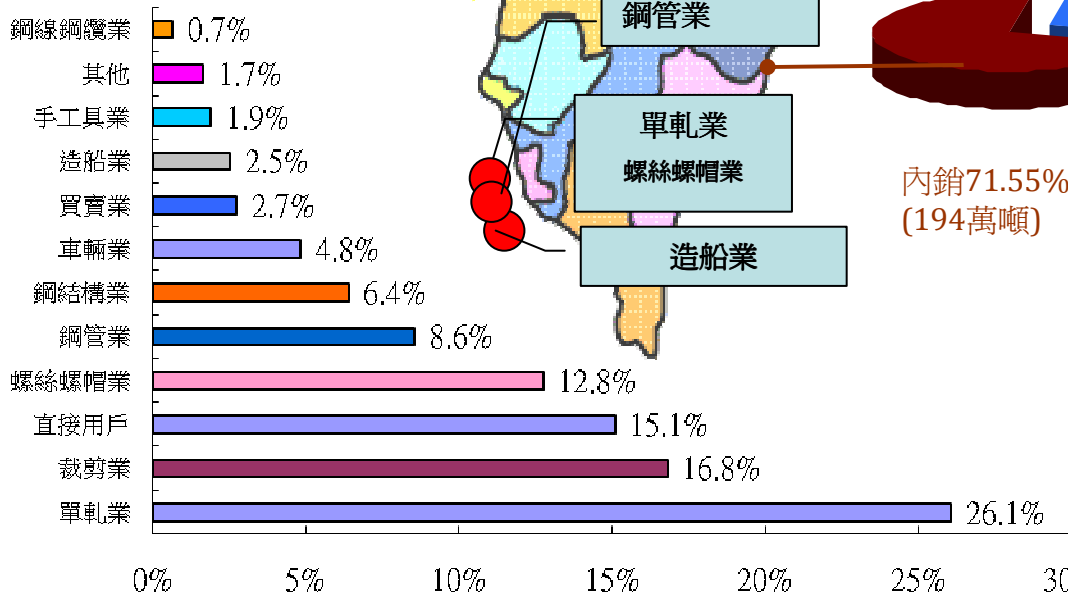 鋼線鋼纜業 0.7%
其他 1.7%
手工具業 1.9%
造船業 2.5%
買賣業 2.7%
車輛業 4.8%
鋼結構業 6.4%
鋼管業 8.6%
螺絲螺帽業 12.8%
直接用戶 15.1%
裁剪業 16.8%
單軋業 26.1%
0% 5% 10% 15% 20% 25% 30
鋼管業
單軋業
螺絲螺帽業
造船業
內銷71.55%
(194萬噸)